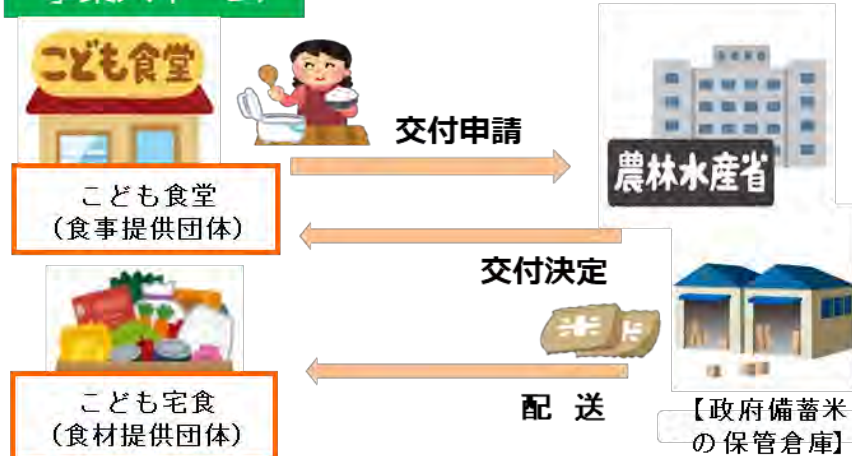 こども食堂
交付申請
農林水産省
こども食堂
（食事提供団体）
交付決定
米
米
こども宅食
（食材提供団体）
配 送
【政府備蓄米
の保管倉庫】